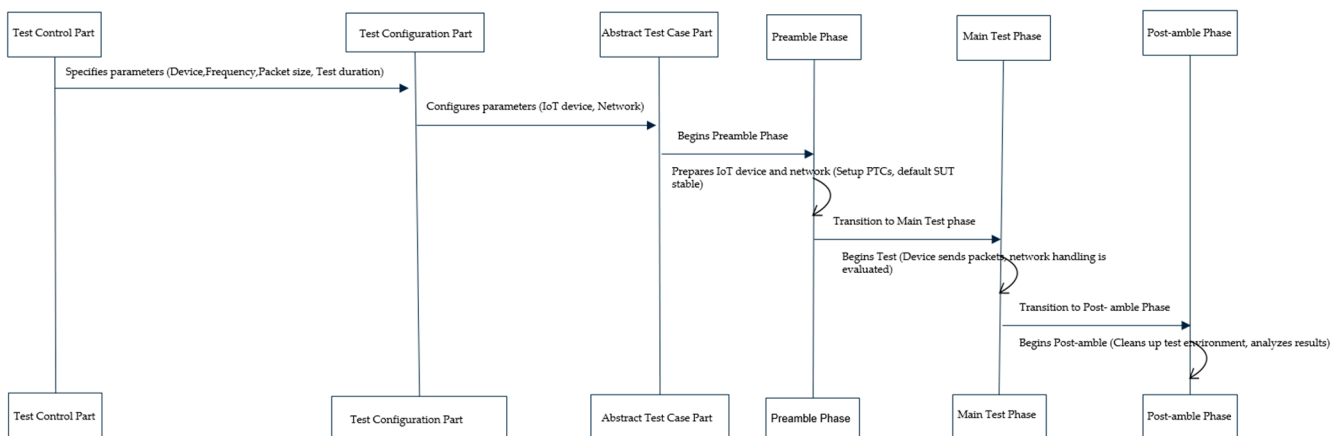 Test Control Part
Test Configuration Part
Abstract Test Case Part
Preamble Phase
Main Test Phase
Post-amble Phase
Specifies parameters (Device,Frequency,Packet size, Test duration)
Configures parameters (IoT device, Network)
Begins Preamble Phase
Prepares IoT device and network (Setup PTCs, default SUT
stable)
Transition to Main Test phase
Begins Test (Device sends packets, network handling is
evaluated)
Transition to Post- amble Phase
Begins Post-amble (Cleans up test environment, analyzes results)
Test Control Part
Test Configuration Part
Abstract Test Case Part
Preamble Phase
Main Test Phase
Post-amble Phase